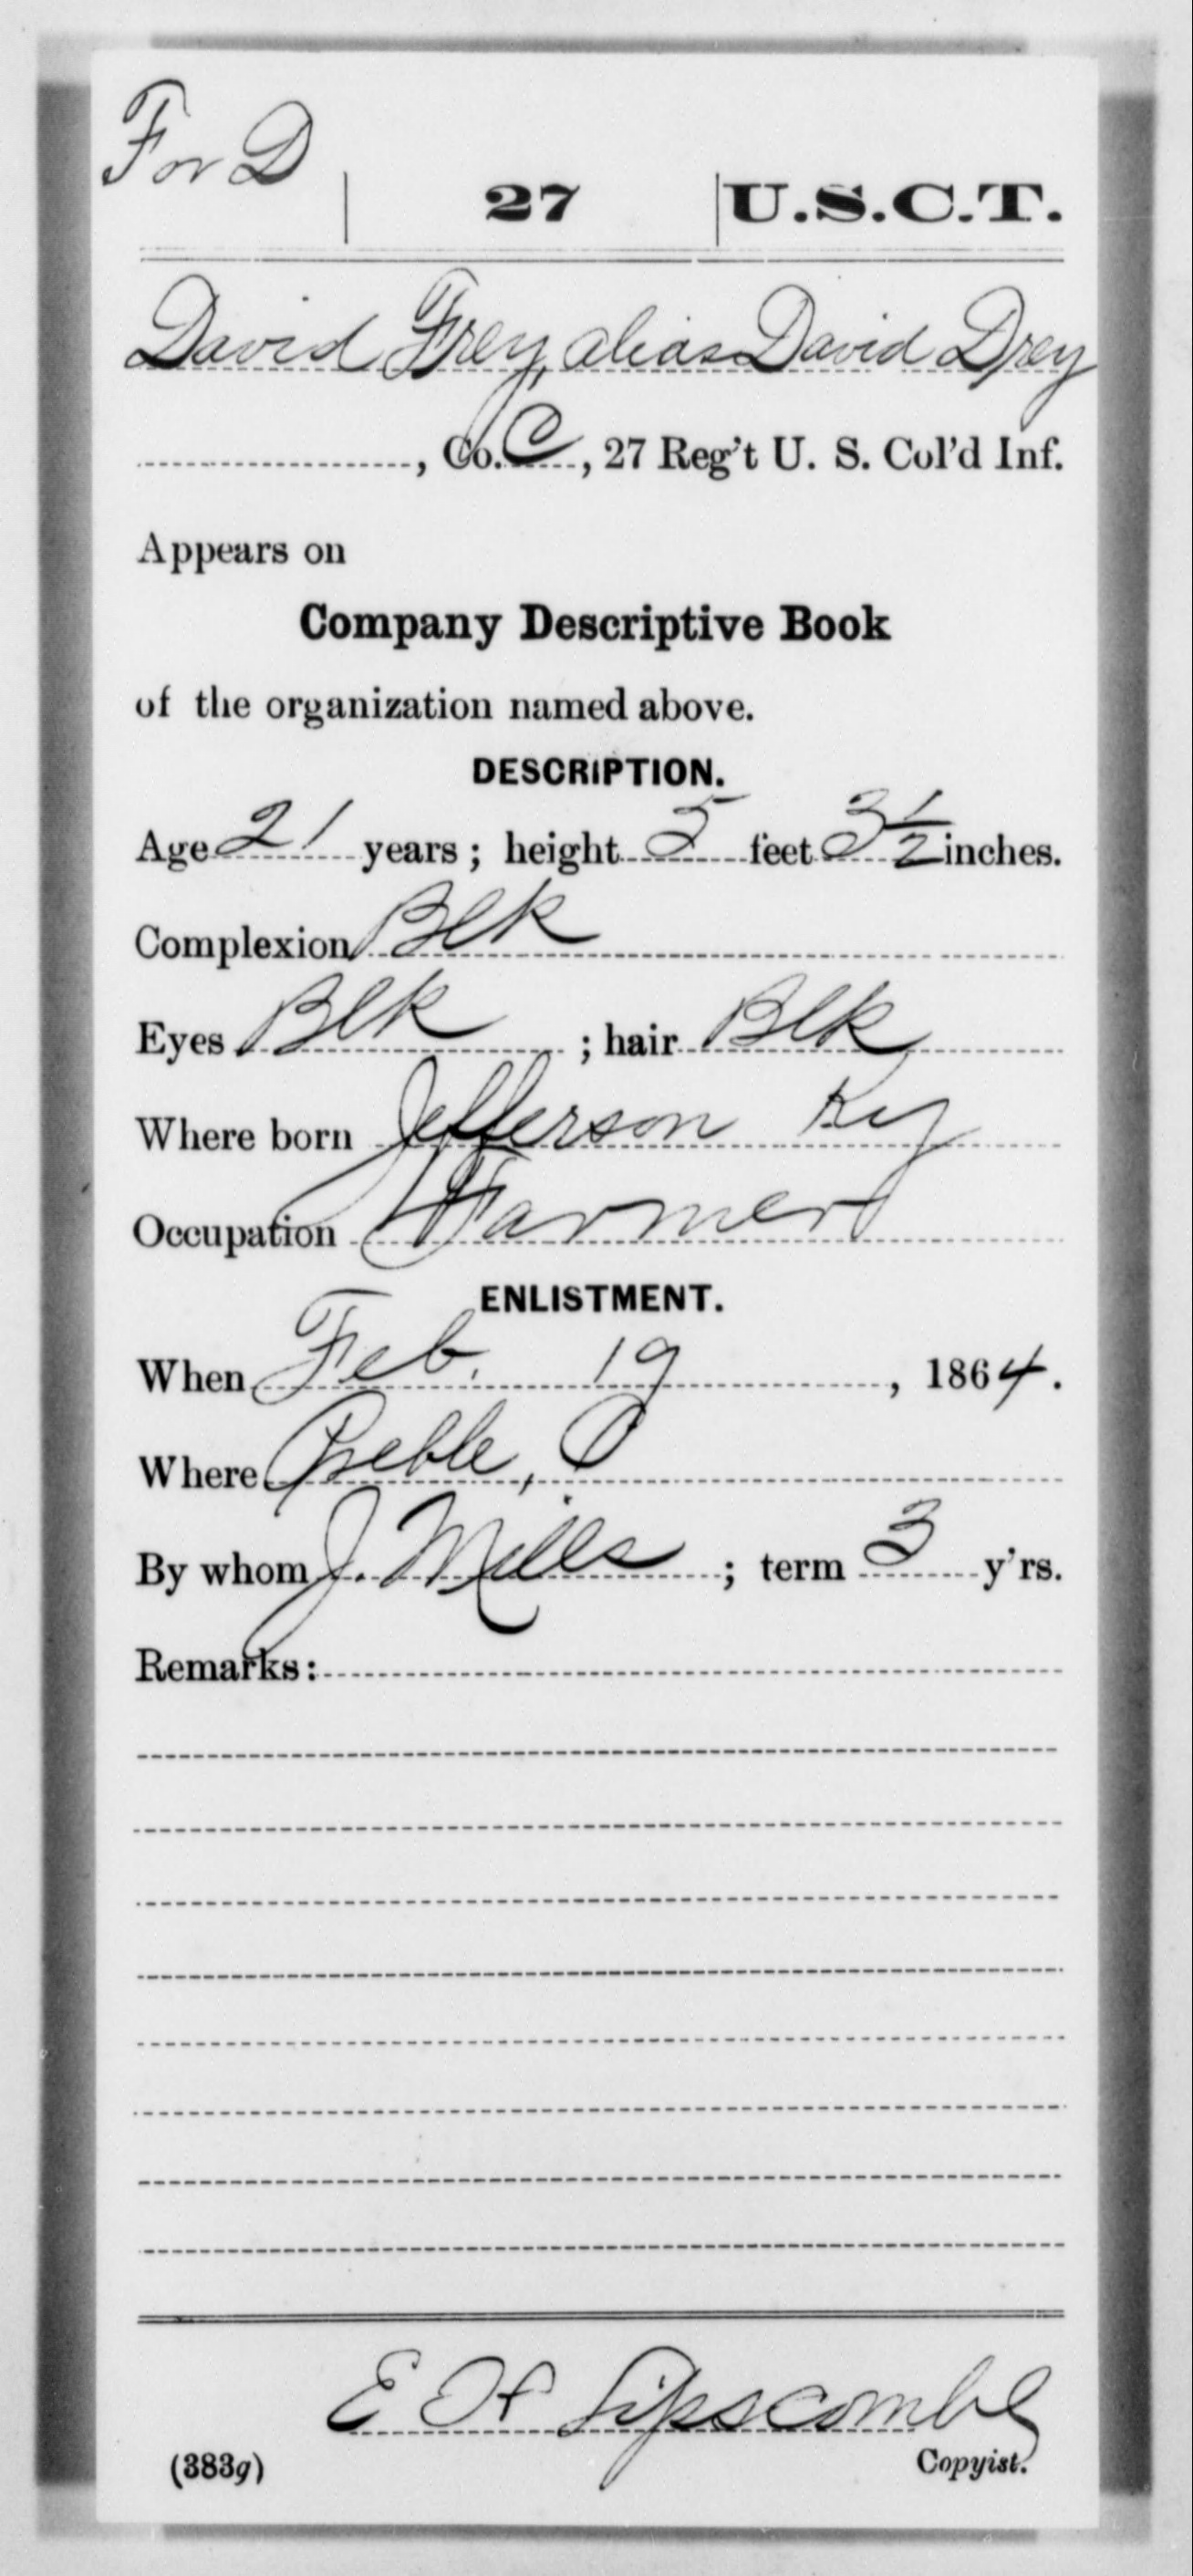 F or D | 27 | U.S.C.T.
David Frey, alias David Drey
, Co. C, 27 Reg't U. S. Col'd Inf.
Appears on
Company Descriptive Book
of the organization named above.
DESCRIPTION.
Age 21 years; height 5 feet 3 1/2 inches.
Complexion Blk
Eyes Blk ; hair Blk
Where born Jefferson Ky
Occupation Farmer
ENLISTMENT.
When Feb. 19, 1864.
Where Preble, O
By whom J. Mills ; term 3 y'rs.
Remarks:
E H Lipscombe
(383g) Copyist.